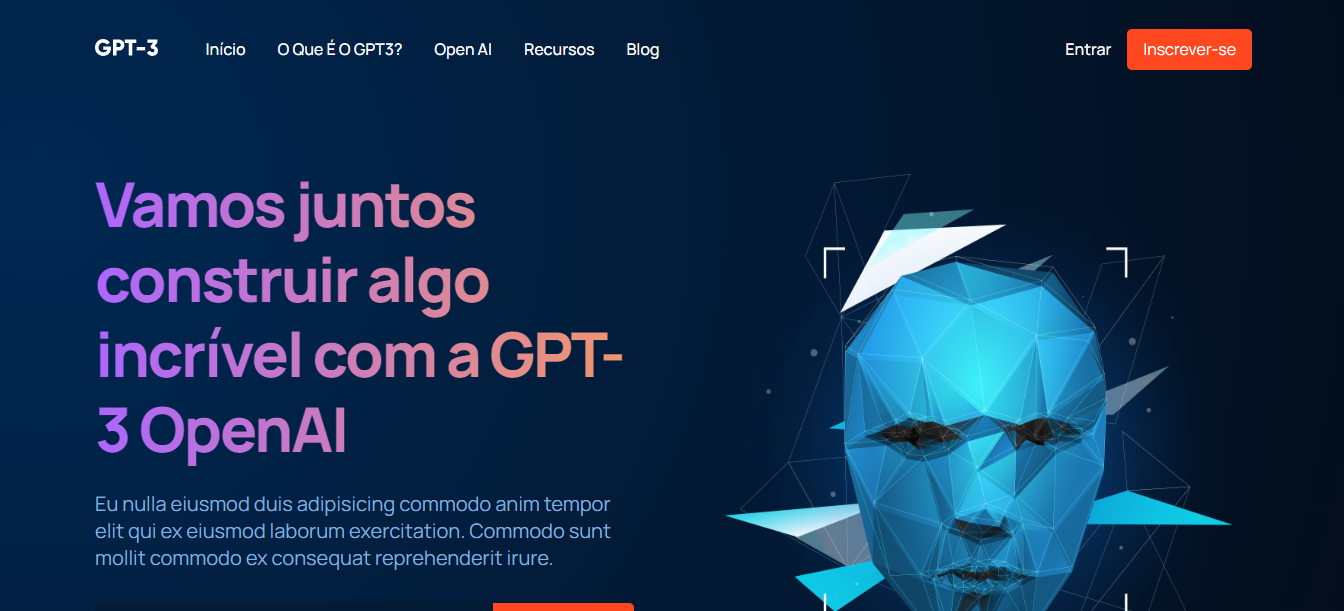 GPT-3 Início O Que É O GPT3? Open AI Recursos Blog Entrar Inscrever-se
Vamos juntos
construir algo
incrível com a GPT-
3 OpenAI
Eu nulla eiusmod duis adipisicing commodo anim tempor
elit qui ex eiusmod laborum exercitation. Commodo sunt
mollit commodo ex consequat reprehenderit irure.